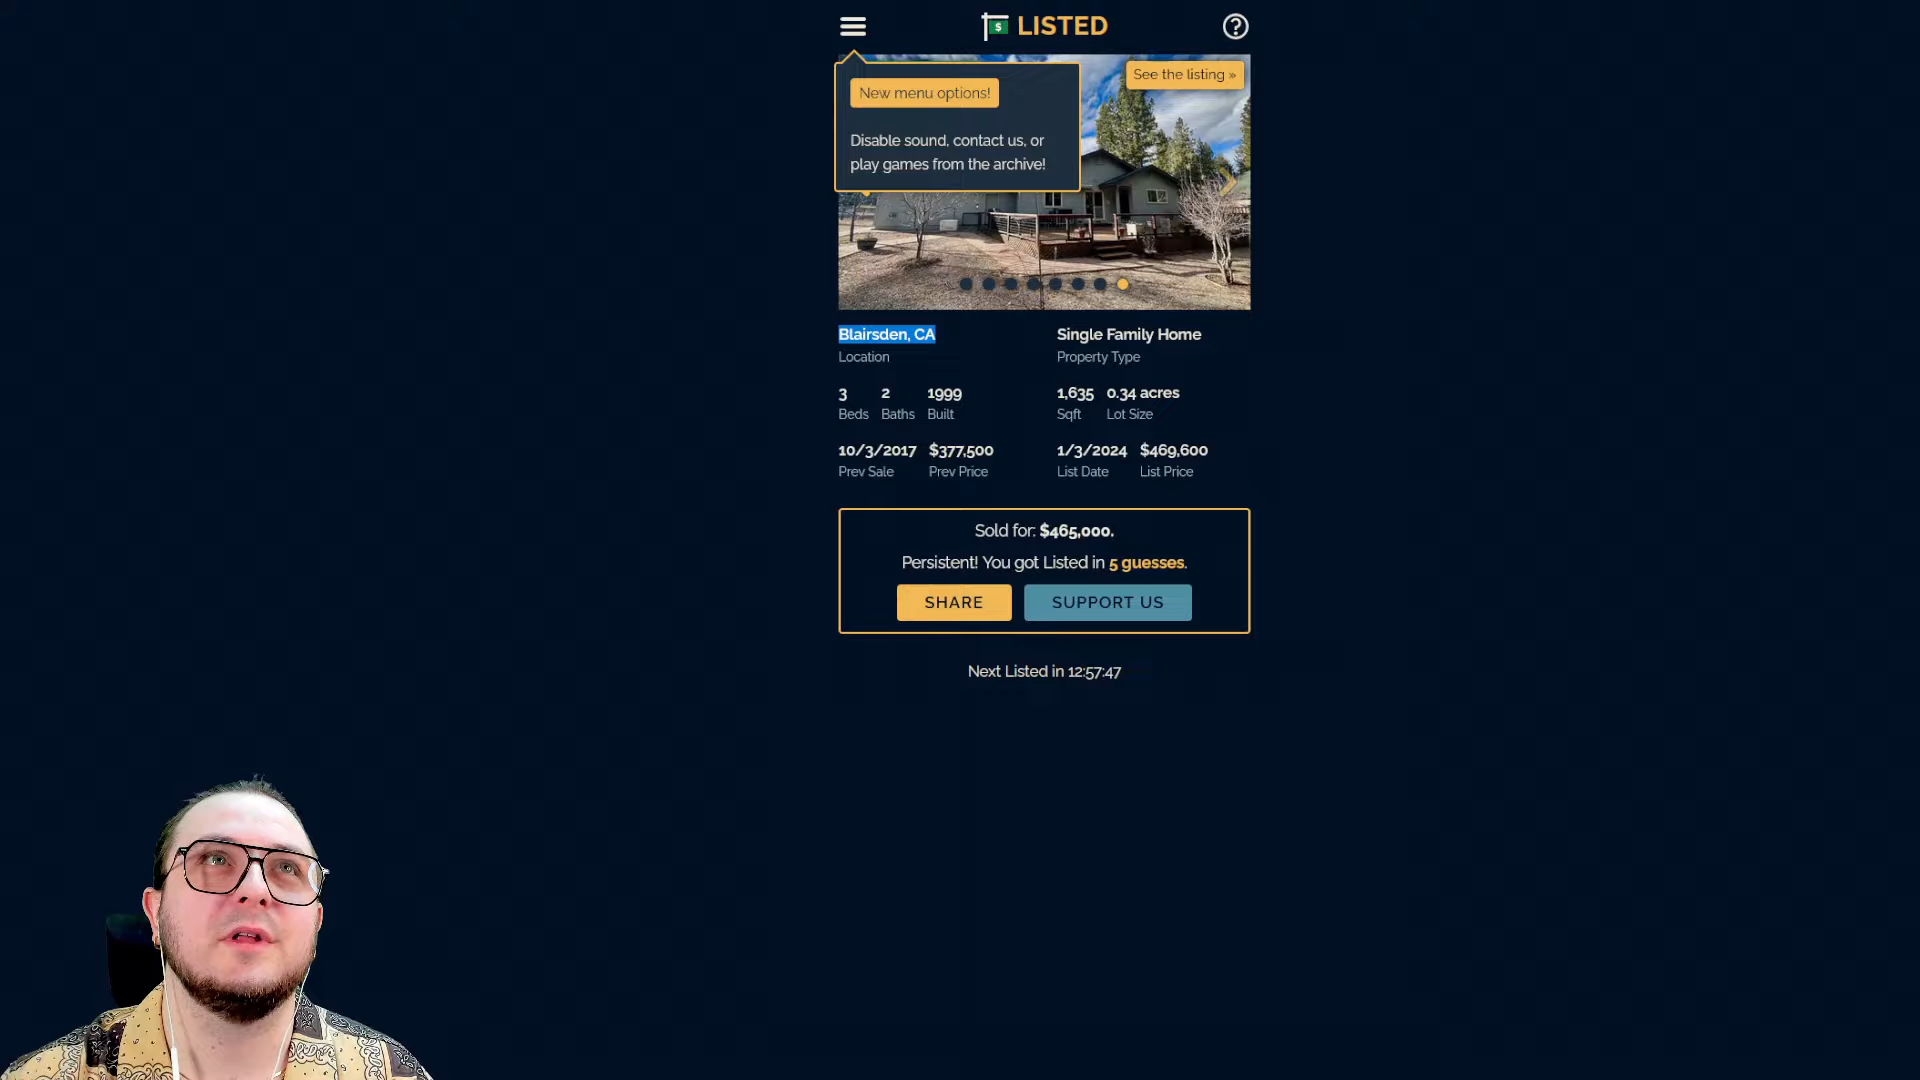 LISTED
See the listing »
New menu options!
Disable sound, contact us, or
play games from the archive!
Blairsden, CA
Location
Single Family Home
Property Type
3 2 1999
Beds Baths Built
1,635 0.34 acres
Sqft Lot Size
10/3/2017 $377,500
Prev Sale Prev Price
1/3/2024 $469,600
List Date List Price
Sold for: $465,000.
Persistent! You got Listed in 5 guesses.
SHARE SUPPORT US
Next Listed in 12:57:47